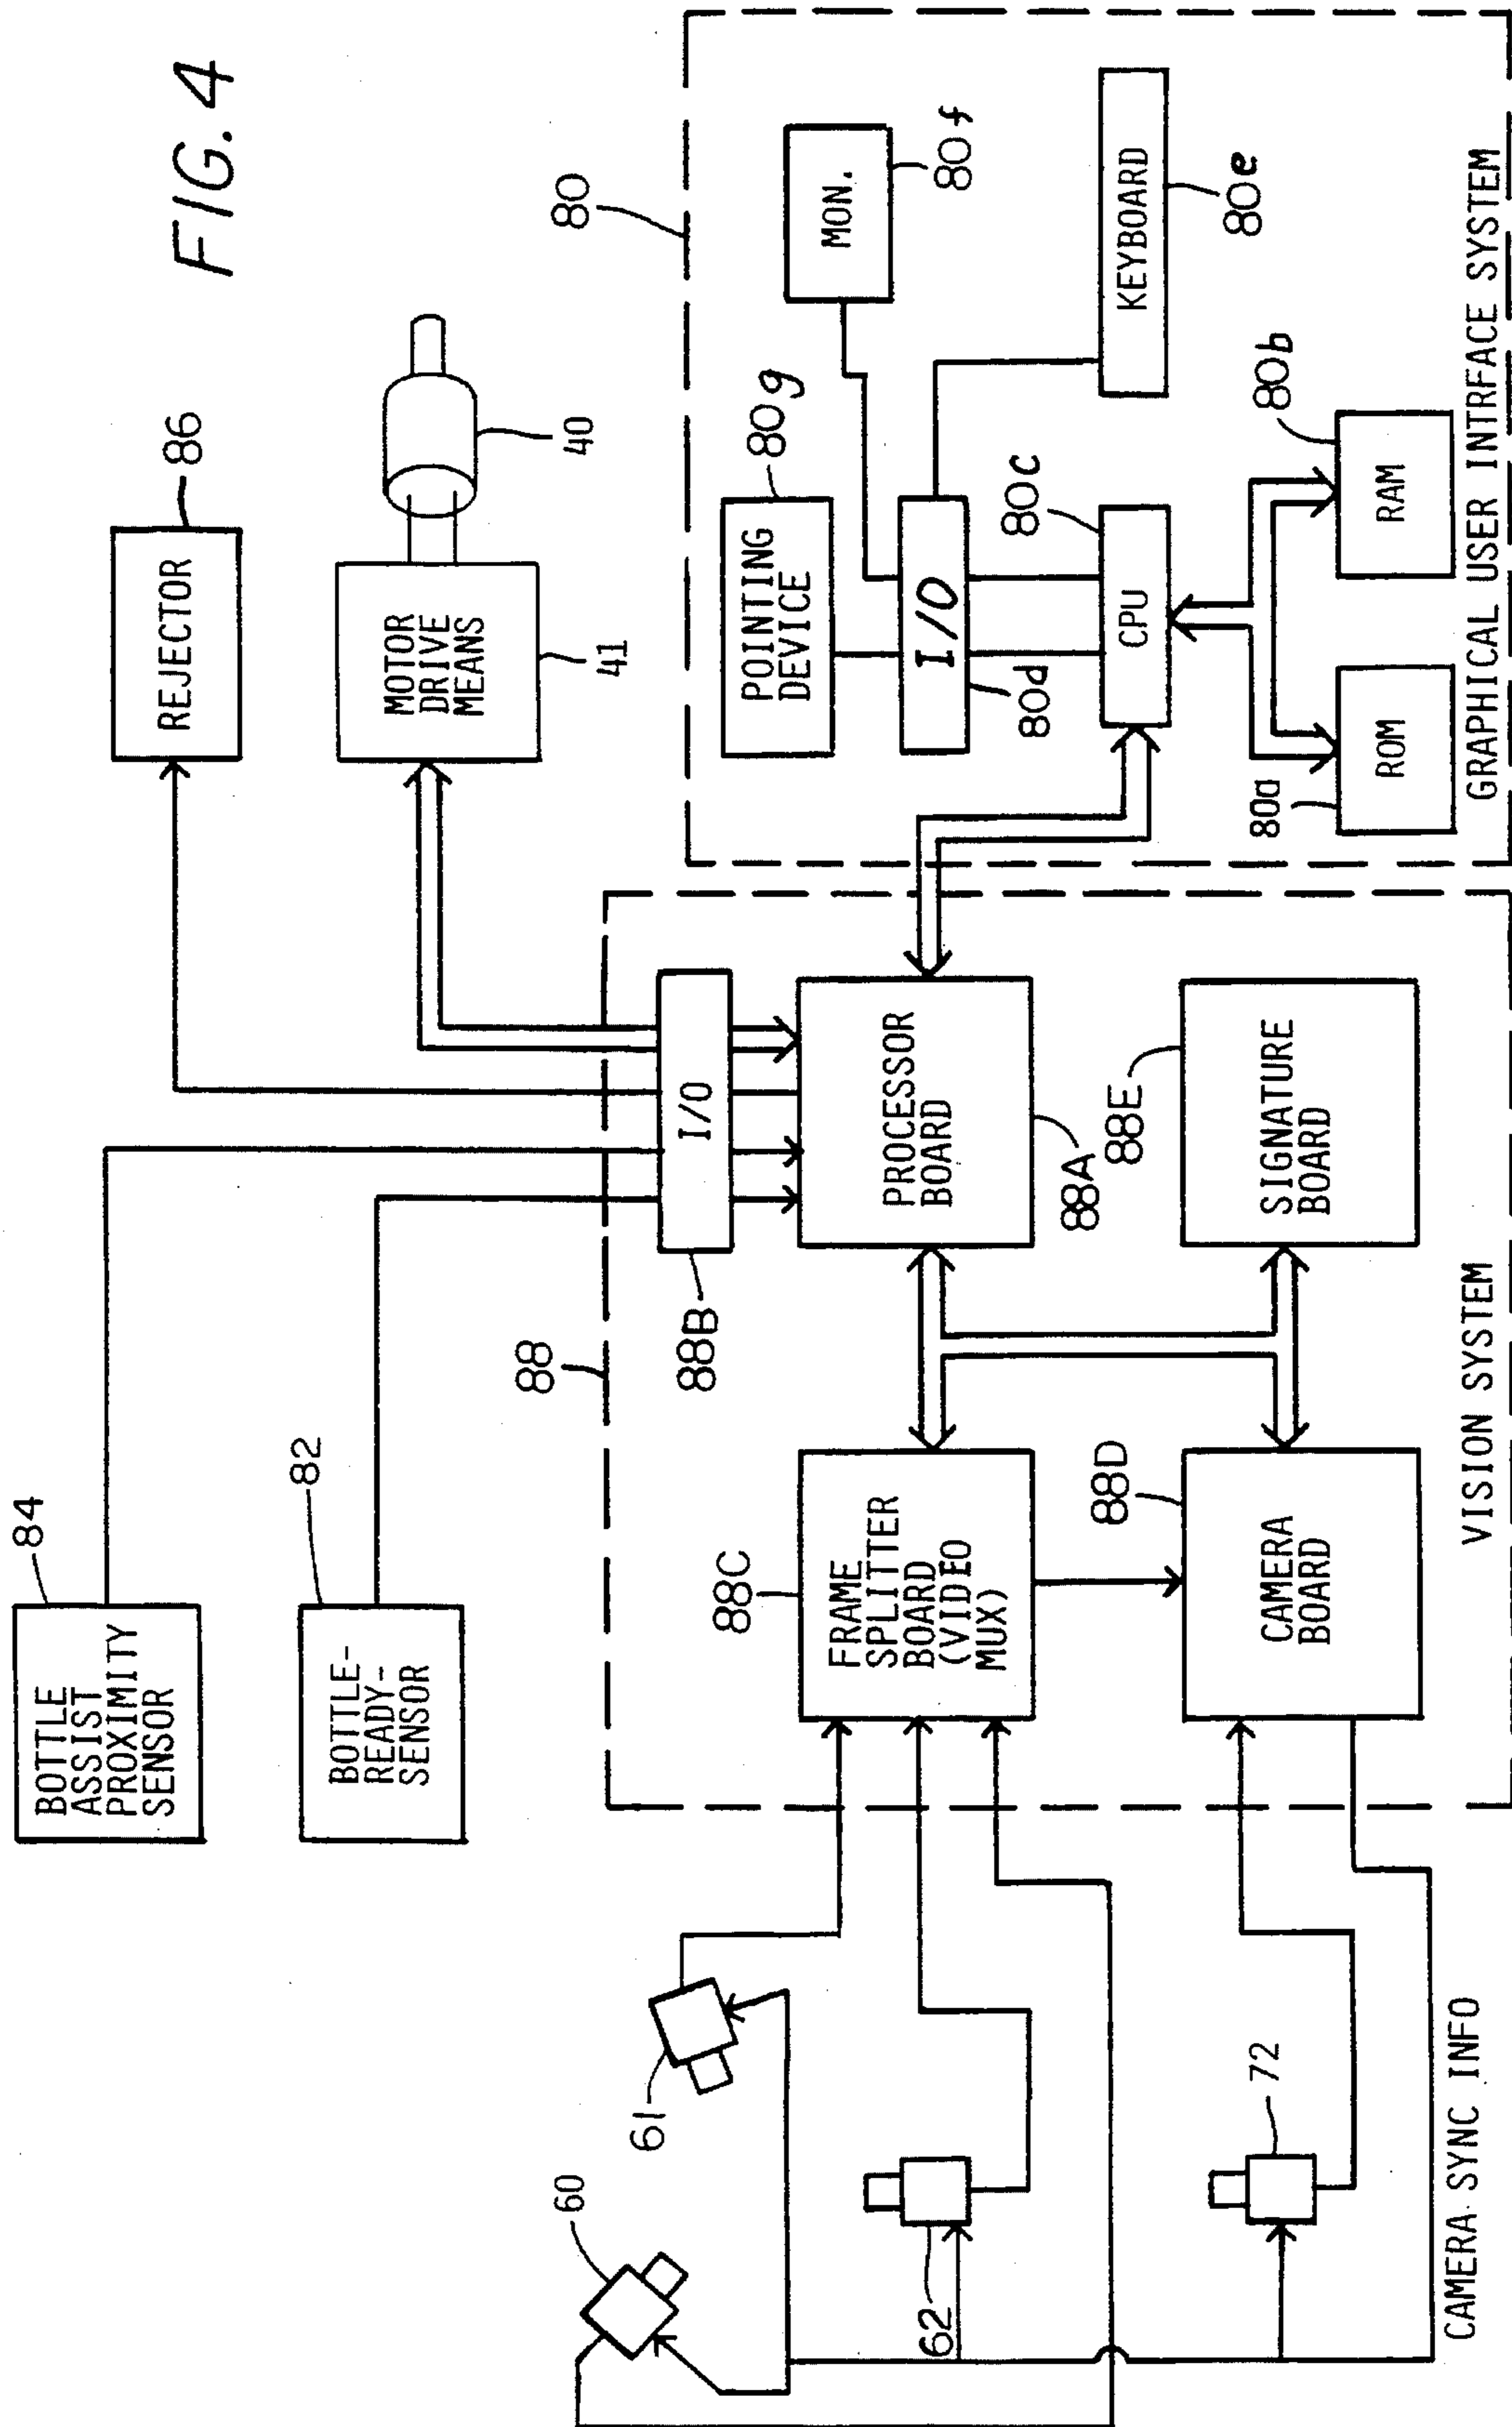 FIG. 4
84
BOTTLE
ASSIST
PROXIMITY
SENSOR
82
BOTTLE-
READY-
SENSOR
REJECTOR
86
MOTOR
DRIVE
MEANS
41
40
88
I/O
88B
PROCESSOR
BOARD
88A
88C
FRAME
SPLITTER
BOARD
(VIDEO
MUX)
88D
CAMERA
BOARD
88E
SIGNATURE
BOARD
VISION SYSTEM
60
61
62
72
CAMERA SYNC INFO
80
POINTING
DEVICE
80g
MON.
80f
I/O
80d
KEYBOARD
80e
CPU
80c
ROM
80a
RAM
80b
GRAPHICAL USER INTRFACE SYSTEM